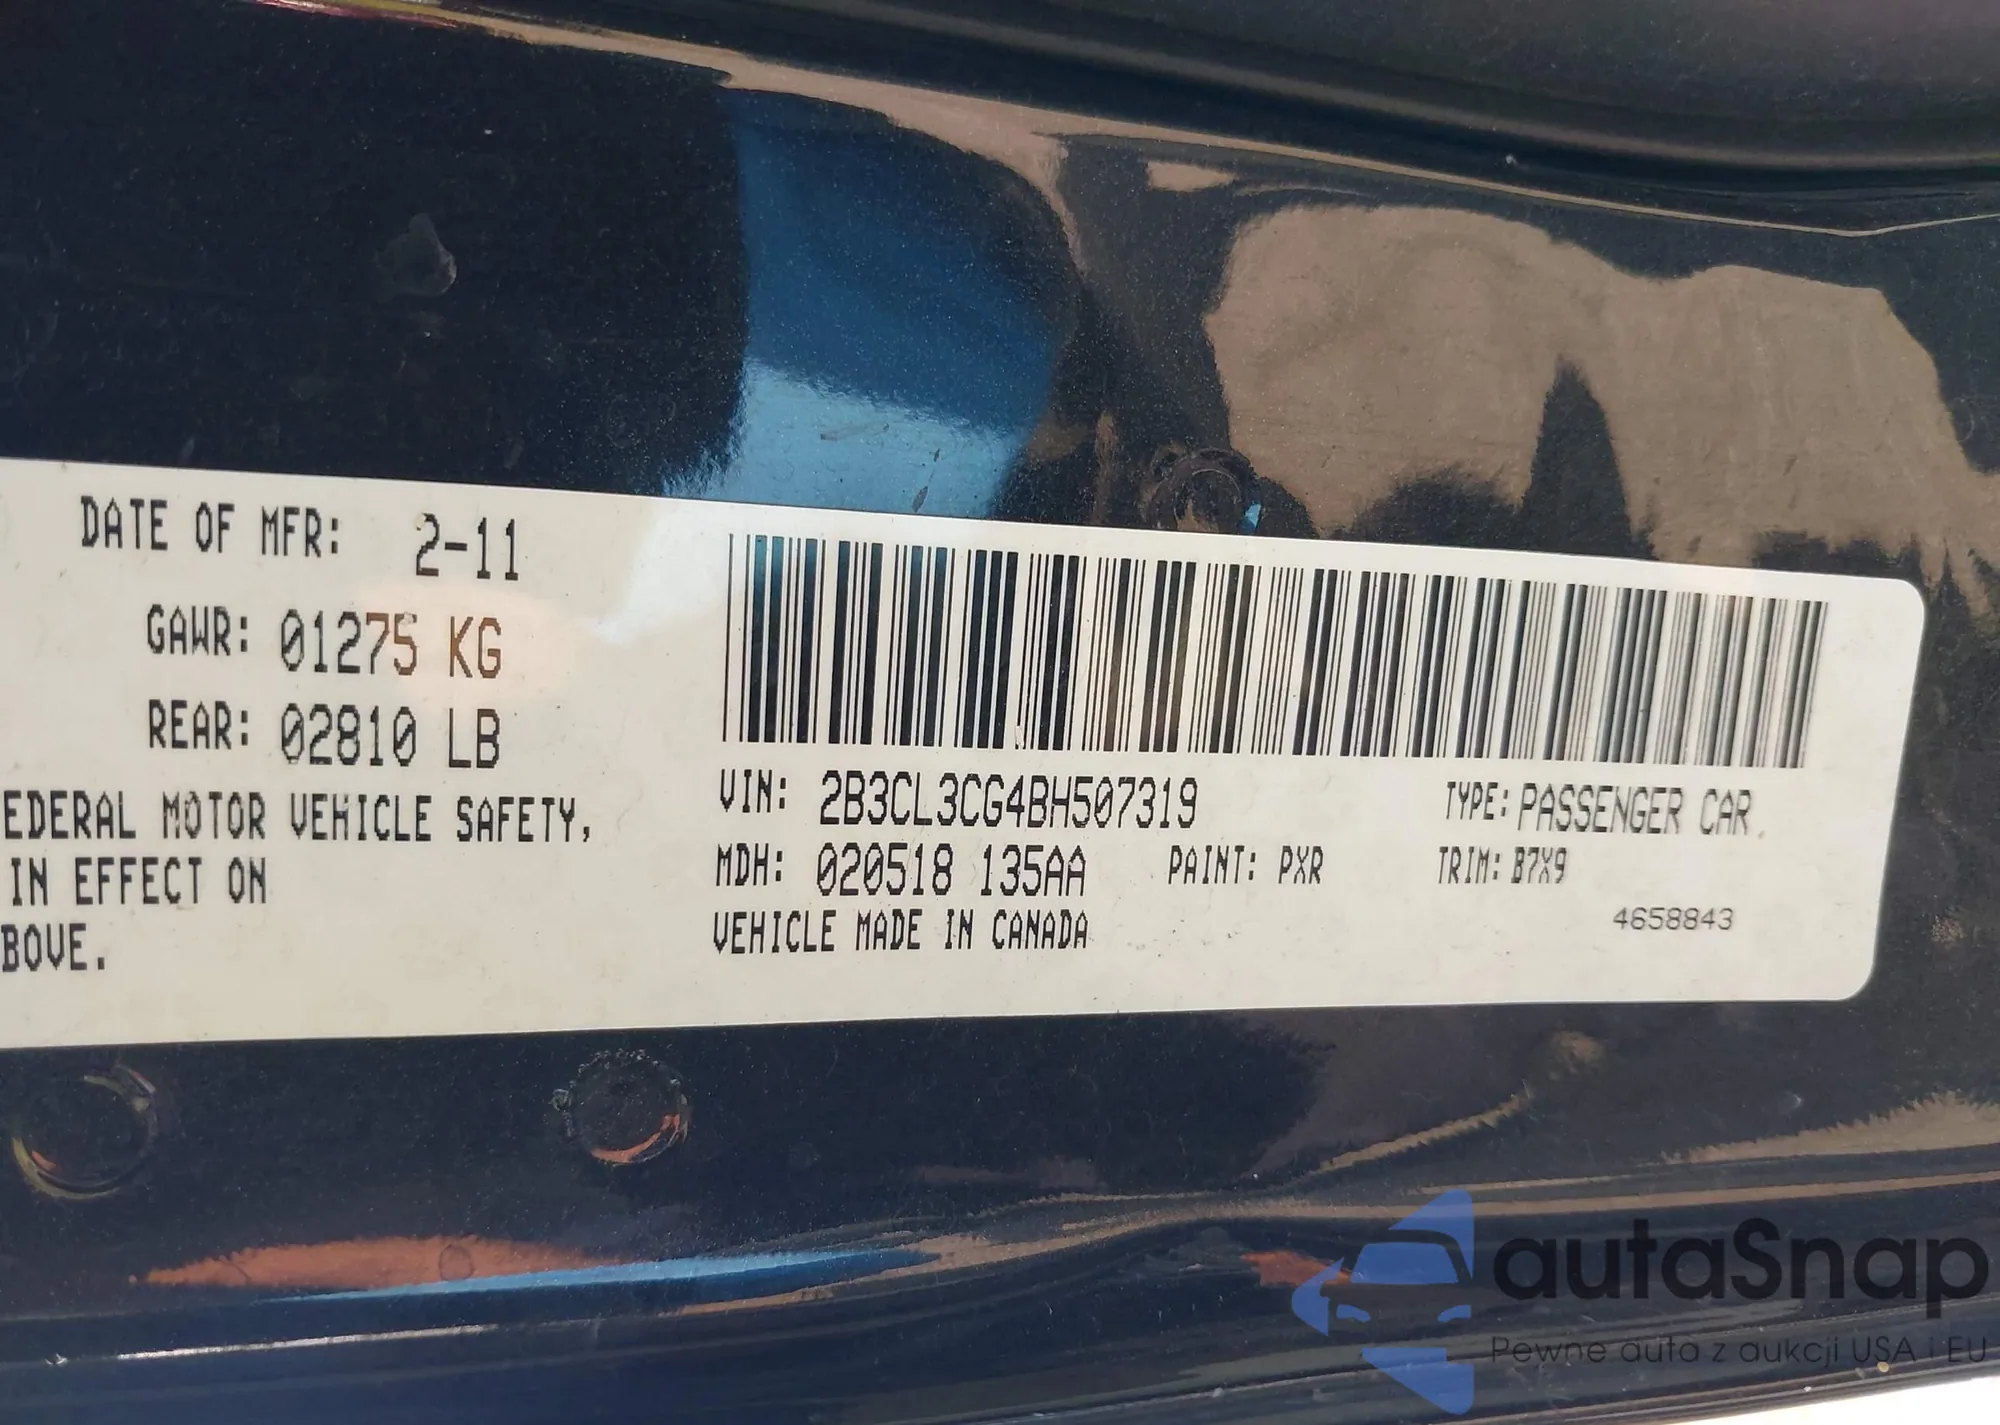 DATE OF MFR: 2-11
GAWR: 01275 KG
REAR: 02810 LB
EDERAL MOTOR VEHICLE SAFETY,
IN EFFECT ON
BOVE.
VIN: 2B3CL3CG4BH507319
TYPE: PASSENGER CAR
MDH: 020518 135AA
PAINT: PXR
TRIM: B7X9
VEHICLE MADE IN CANADA
4658843
autaSnap
Pewne auta z aukcji USA i EU